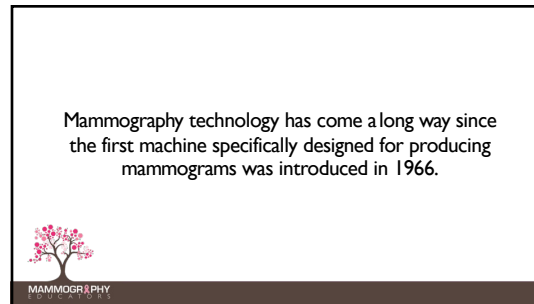 Mammography technology has come a long way since
the first machine specifically designed for producing
mammograms was introduced in 1966.
MAMMOGRAPHY
EDUCATORS